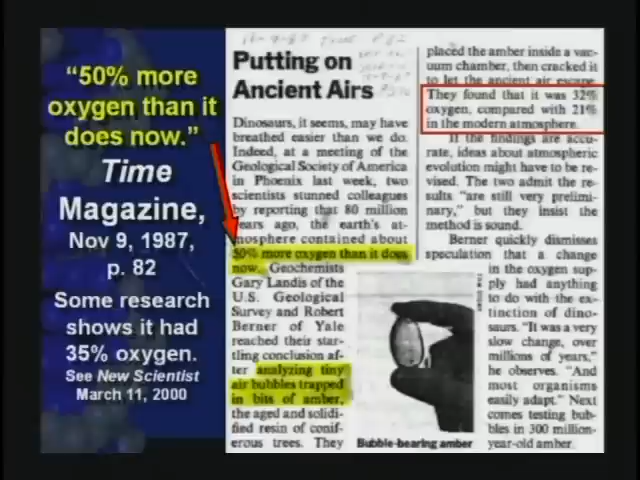 “50% more
oxygen than it
does now.”
Time
Magazine,
Nov 9, 1987,
p. 82
Some research
shows it had
35% oxygen.
See New Scientist
March 11, 2000
Putting on
Ancient Airs
Dinosaurs, it seems, may have
breathed easier than we do.
Indeed, at a meeting of the
Geological Society of America
in Phoenix last week, two
scientists stunned colleagues
by reporting that 80 million
years ago, the earth's at-
mosphere contained about
50% more oxygen than it does
now. Geochemists
Gary Landis of the
U.S. Geological
Survey and Robert
Berner of Yale
reached their star-
tling conclusion af-
ter analyzing tiny
air bubbles trapped
in bits of amber,
the aged and solidi-
fied resin of conif-
erous trees. They
placed the amber inside a vac-
uum chamber, then cracked it
to let the ancient air escape.
They found that it was 32%
oxygen, compared with 21%
in the modern atmosphere.
If the findings are accu-
rate, ideas about atmospheric
evolution might have to be re-
vised. The two admit the re-
sults "are still very prelimi-
nary," but they insist the
method is sound.
Berner quickly dismisses
speculation that a change
in the oxygen sup-
ply had anything
to do with the ex-
tinction of dino-
saurs. "It was a very
slow change, over
millions of years,"
he observes. "And
most organisms
easily adapt." Next
comes testing bub-
bles in 300 million-
year-old amber.
Bubble-bearing amber